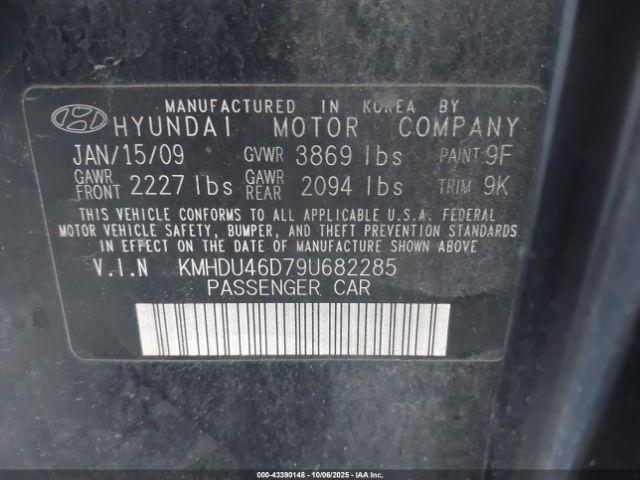 MANUFACTURED IN KOREA BY
HYUNDAI MOTOR COMPANY
JAN/15/09 GVWR 3869 lbs PAINT 9F
GAWR FRONT 2227 lbs GAWR REAR 2094 lbs TRIM 9K
THIS VEHICLE CONFORMS TO ALL APPLICABLE U.S.A. FEDERAL
MOTOR VEHICLE SAFETY, BUMPER, AND THEFT PREVENTION STANDARDS
IN EFFECT ON THE DATE OF MANUFACTURE SHOWN ABOVE.
V.I.N KMHDU46D79U682285
PASSENGER CAR
000-43390148 - 10/06/2025 - Copyright © 2025 IAA, Inc.